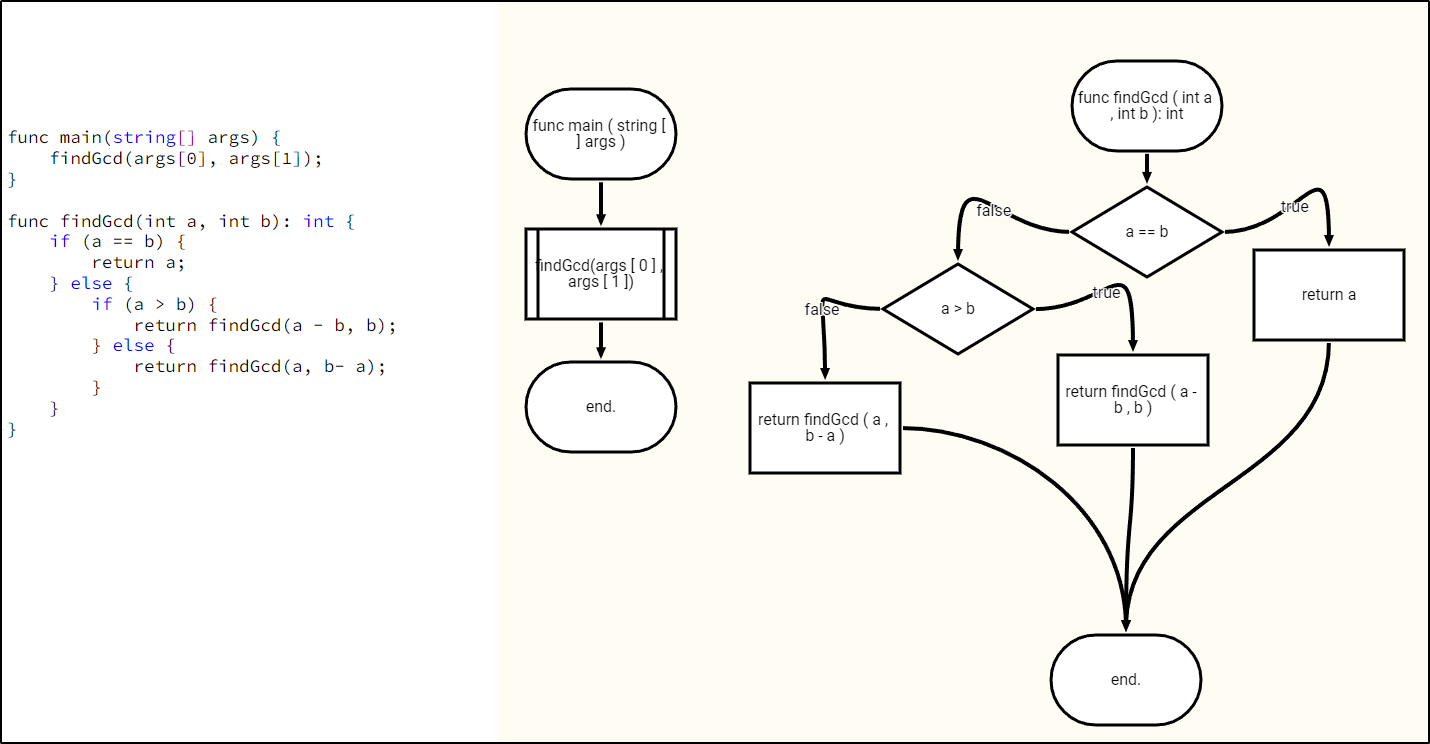 func main(string[] args) {
    findGcd(args[0], args[1]);
}
func findGcd(int a, int b): int {
    if (a == b) {
        return a;
    } else {
        if (a > b) {
            return findGcd(a - b, b);
        } else {
            return findGcd(a, b- a);
        }
    }
}
func main ( string [
] args )
findGcd(args [ 0 ] ,
args [ 1 ])
end.
func findGcd ( int a
, int b ): int
a == b
false
true
a > b
return a
false
true
return findGcd ( a ,
b - a )
return findGcd ( a -
b , b )
end.